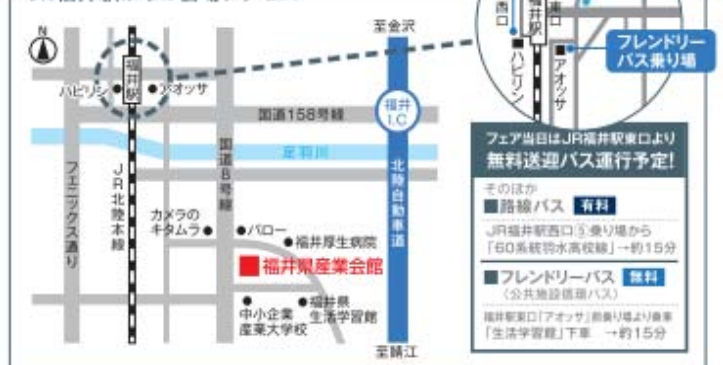 至金沢
N
福井駅
ハピリン
アオッサ
国道158号線
福井
I.C
足羽川
フェニックス通り
JR北陸本線
国道8号線
北陸自動車道
カメラの
キタムラ
バロー
福井厚生病院
■福井県産業会館
中小企業
産業大学校
福井県
生活学習館
至鯖江
西口
福井駅
東口
ハピリン
アオッサ
フレンドリー
バス乗り場
フェア当日はJR福井駅東口より
無料送迎バス運行予定!
そのほか
■路線バス 有料
JR福井駅西口⑤乗り場から
「60系統羽水高校線」→約15分
■フレンドリーバス 無料
(公共施設循環バス)
福井駅東口「アオッサ」前乗り場より乗車
「生活学習館」下車 →約15分